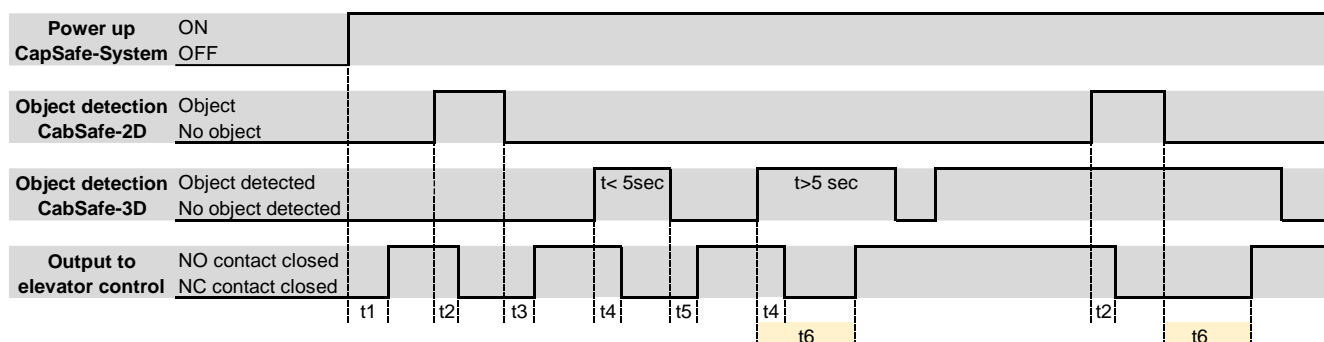 Power up ON
CapSafe-System OFF
Object detection Object
CabSafe-2D No object
Object detection Object detected t< 5sec t>5 sec
CabSafe-3D No object detected
Output to NO contact closed
elevator control NC contact closed
t1 t2 t3 t4 t5 t4 t2
t6 t6